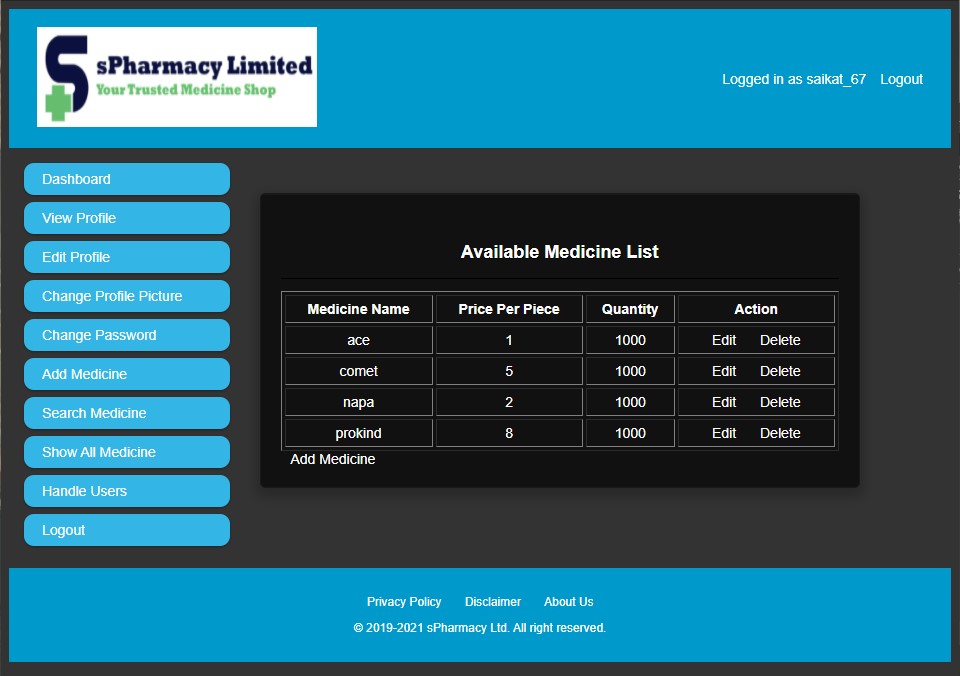 sPharmacy Limited
Your Trusted Medicine Shop
Logged in as saikat_67 Logout
Dashboard
View Profile
Edit Profile
Change Profile Picture
Change Password
Add Medicine
Search Medicine
Show All Medicine
Handle Users
Logout
Available Medicine List
Medicine Name Price Per Piece Quantity Action
ace 1 1000 Edit Delete
comet 5 1000 Edit Delete
napa 2 1000 Edit Delete
prokind 8 1000 Edit Delete
Add Medicine
Privacy Policy Disclaimer About Us
© 2019-2021 sPharmacy Ltd. All right reserved.